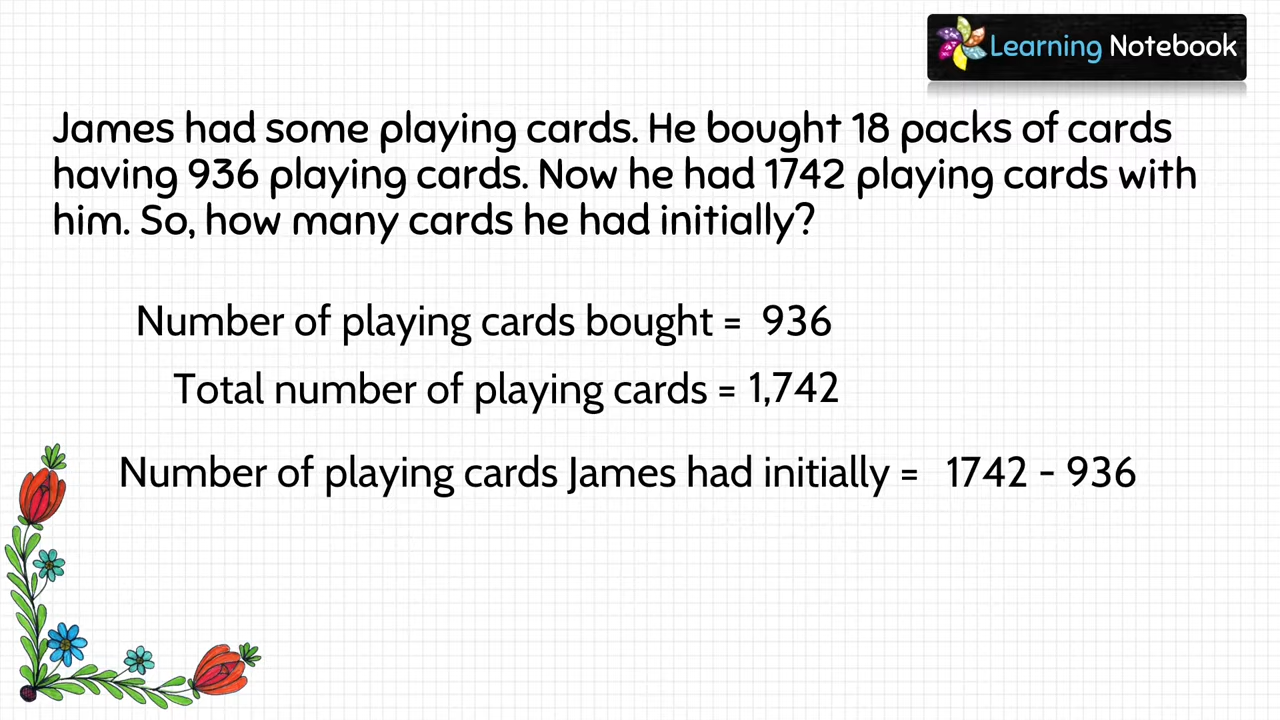 Learning Notebook
James had some playing cards. He bought 18 packs of cards
having 936 playing cards. Now he had 1742 playing cards with
him. So, how many cards he had initially?
Number of playing cards bought = 936
Total number of playing cards = 1,742
Number of playing cards James had initially = 1742 - 936